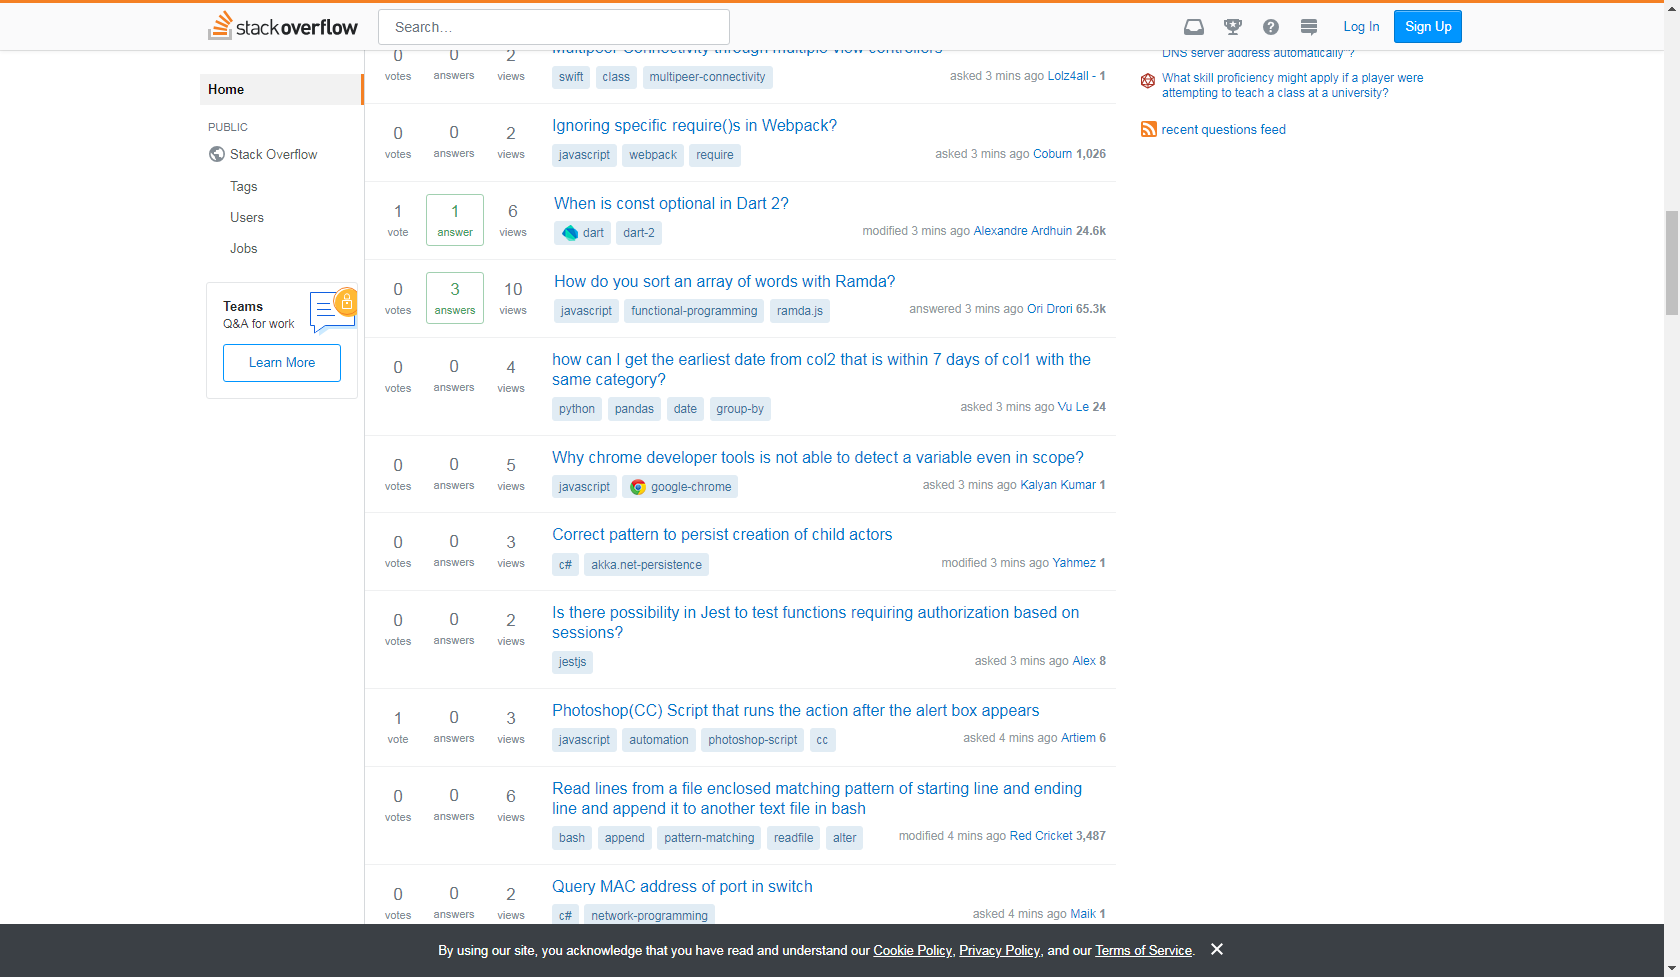 stackoverflow
Search…
Log In
Sign Up
Home
PUBLIC
Stack Overflow
Tags
Users
Jobs
Teams
Q&A for work
Learn More
0 votes
0 answers
2 views
Multipeer Connectivity through multiple view controllers
swift class multipeer-connectivity
asked 3 mins ago Lolz4all - 1
0 votes
0 answers
2 views
Ignoring specific require()s in Webpack?
javascript webpack require
asked 3 mins ago Coburn 1,026
1 vote
1 answer
6 views
When is const optional in Dart 2?
dart dart-2
modified 3 mins ago Alexandre Ardhuin 24.6k
0 votes
3 answers
10 views
How do you sort an array of words with Ramda?
javascript functional-programming ramda.js
answered 3 mins ago Ori Drori 65.3k
0 votes
0 answers
4 views
how can I get the earliest date from col2 that is within 7 days of col1 with the
same category?
python pandas date group-by
asked 3 mins ago Vu Le 24
0 votes
0 answers
5 views
Why chrome developer tools is not able to detect a variable even in scope?
javascript google-chrome
asked 3 mins ago Kalyan Kumar 1
0 votes
0 answers
3 views
Correct pattern to persist creation of child actors
c# akka.net-persistence
modified 3 mins ago Yahmez 1
0 votes
0 answers
2 views
Is there possibility in Jest to test functions requiring authorization based on
sessions?
jestjs
asked 3 mins ago Alex 8
1 vote
0 answers
3 views
Photoshop(CC) Script that runs the action after the alert box appears
javascript automation photoshop-script cc
asked 4 mins ago Artiem 6
0 votes
0 answers
6 views
Read lines from a file enclosed matching pattern of starting line and ending
line and append it to another text file in bash
bash append pattern-matching readfile alter
modified 4 mins ago Red Cricket 3,487
0 votes
0 answers
2 views
Query MAC address of port in switch
c# network-programming
asked 4 mins ago Maik 1
DNS server address automatically"?
What skill proficiency might apply if a player were
attempting to teach a class at a university?
recent questions feed
By using our site, you acknowledge that you have read and understand our Cookie Policy, Privacy Policy, and our Terms of Service.